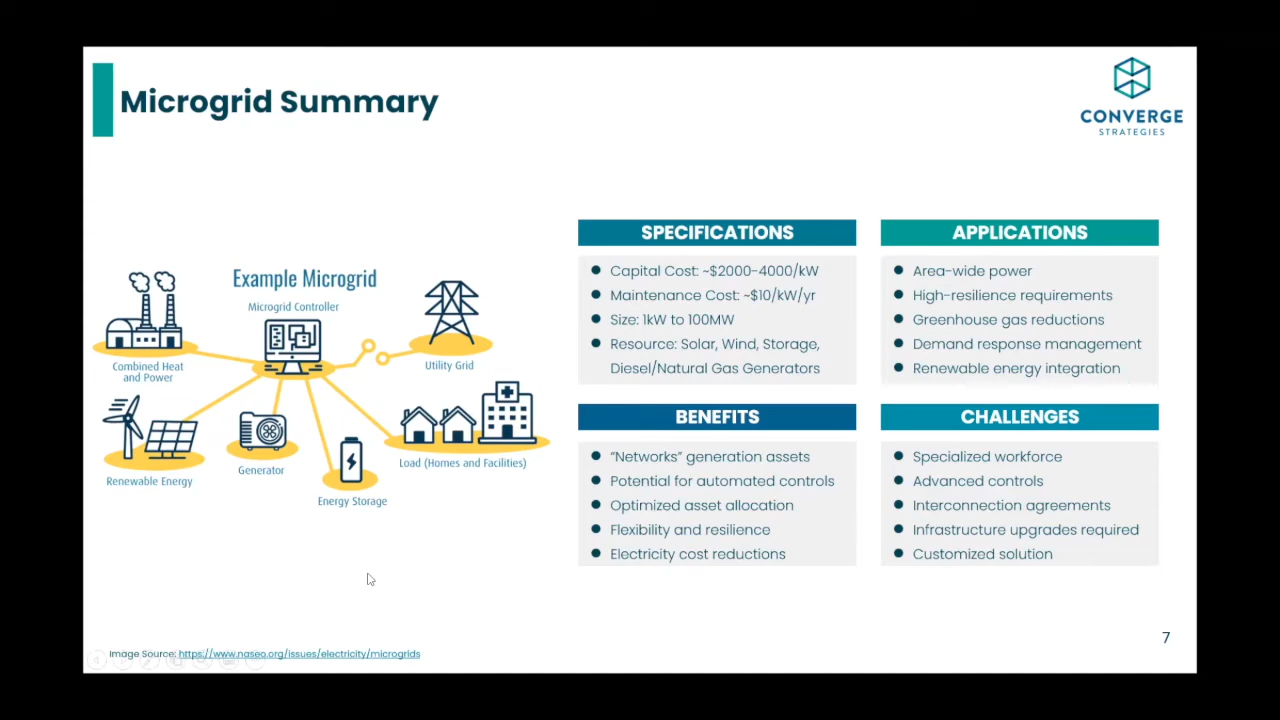 Microgrid Summary
CONVERGE
STRATEGIES
Example Microgrid
Microgrid Controller
Combined Heat
and Power
Utility Grid
Renewable Energy
Generator
Energy Storage
Load (Homes and Facilities)
SPECIFICATIONS
● Capital Cost: ~$2000-4000/kW
● Maintenance Cost: ~$10/kW/yr
● Size: 1kW to 100MW
● Resource: Solar, Wind, Storage,
Diesel/Natural Gas Generators
APPLICATIONS
● Area-wide power
● High-resilience requirements
● Greenhouse gas reductions
● Demand response management
● Renewable energy integration
BENEFITS
● “Networks” generation assets
● Potential for automated controls
● Optimized asset allocation
● Flexibility and resilience
● Electricity cost reductions
CHALLENGES
● Specialized workforce
● Advanced controls
● Interconnection agreements
● Infrastructure upgrades required
● Customized solution
7
Image Source: https://www.naseo.org/issues/electricity/microgrids